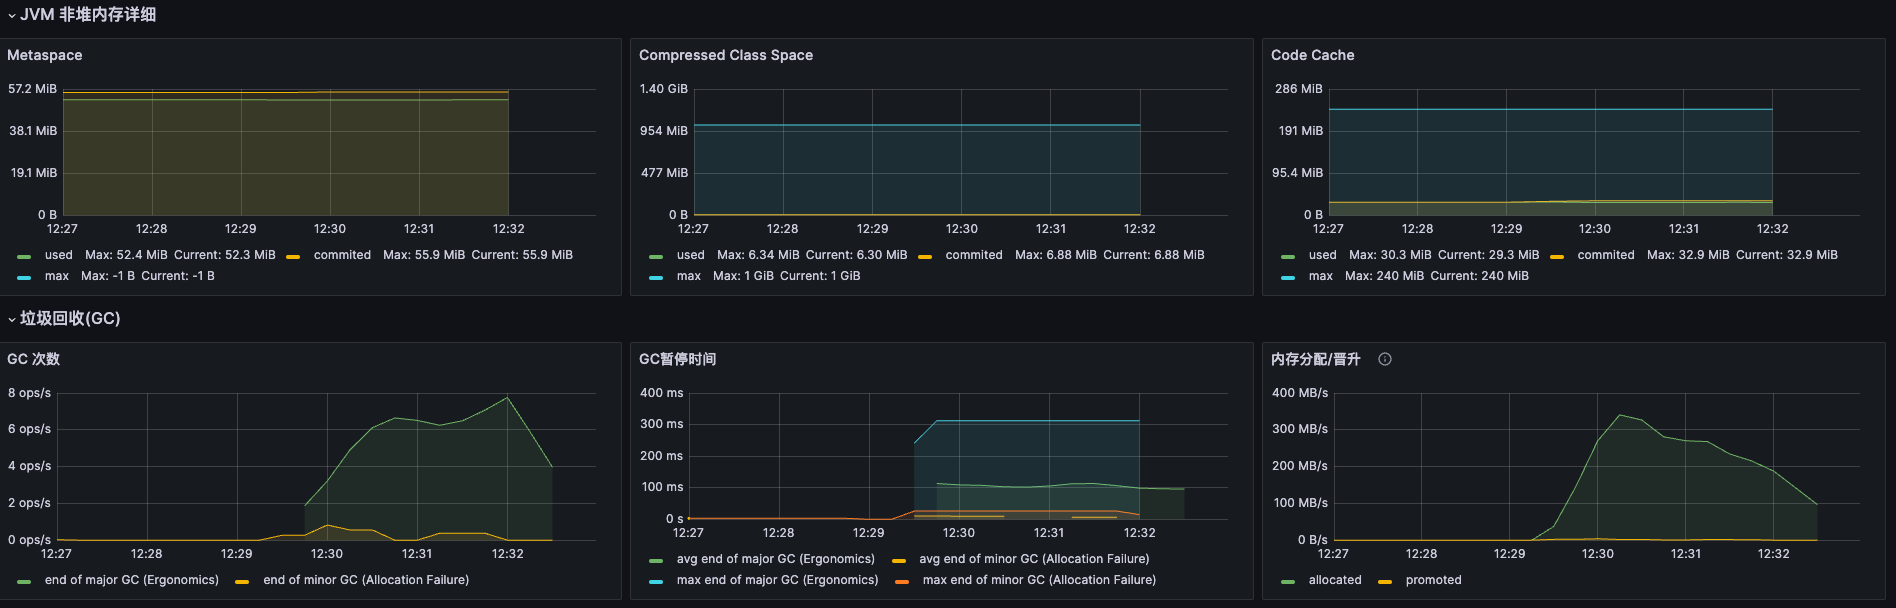 JVM 非堆内存详细
Metaspace
57.2 MiB
38.1 MiB
19.1 MiB
0 B
12:27 12:28 12:29 12:30 12:31 12:32
used Max: 52.4 MiB Current: 52.3 MiB commited Max: 55.9 MiB Current: 55.9 MiB
max Max: -1 B Current: -1 B
Compressed Class Space
1.40 GiB
954 MiB
477 MiB
0 B
12:27 12:28 12:29 12:30 12:31 12:32
used Max: 6.34 MiB Current: 6.30 MiB commited Max: 6.88 MiB Current: 6.88 MiB
max Max: 1 GiB Current: 1 GiB
Code Cache
286 MiB
191 MiB
95.4 MiB
0 B
12:27 12:28 12:29 12:30 12:31 12:32
used Max: 30.3 MiB Current: 29.3 MiB commited Max: 32.9 MiB Current: 32.9 MiB
max Max: 240 MiB Current: 240 MiB
垃圾回收(GC)
GC 次数
8 ops/s
6 ops/s
4 ops/s
2 ops/s
0 ops/s
12:27 12:28 12:29 12:30 12:31 12:32
end of major GC (Ergonomics) end of minor GC (Allocation Failure)
GC暂停时间
400 ms
300 ms
200 ms
100 ms
0 s
12:27 12:28 12:29 12:30 12:31 12:32
avg end of major GC (Ergonomics) avg end of minor GC (Allocation Failure)
max end of major GC (Ergonomics) max end of minor GC (Allocation Failure)
内存分配/晋升
400 MB/s
300 MB/s
200 MB/s
100 MB/s
0 B/s
12:27 12:28 12:29 12:30 12:31 12:32
allocated promoted